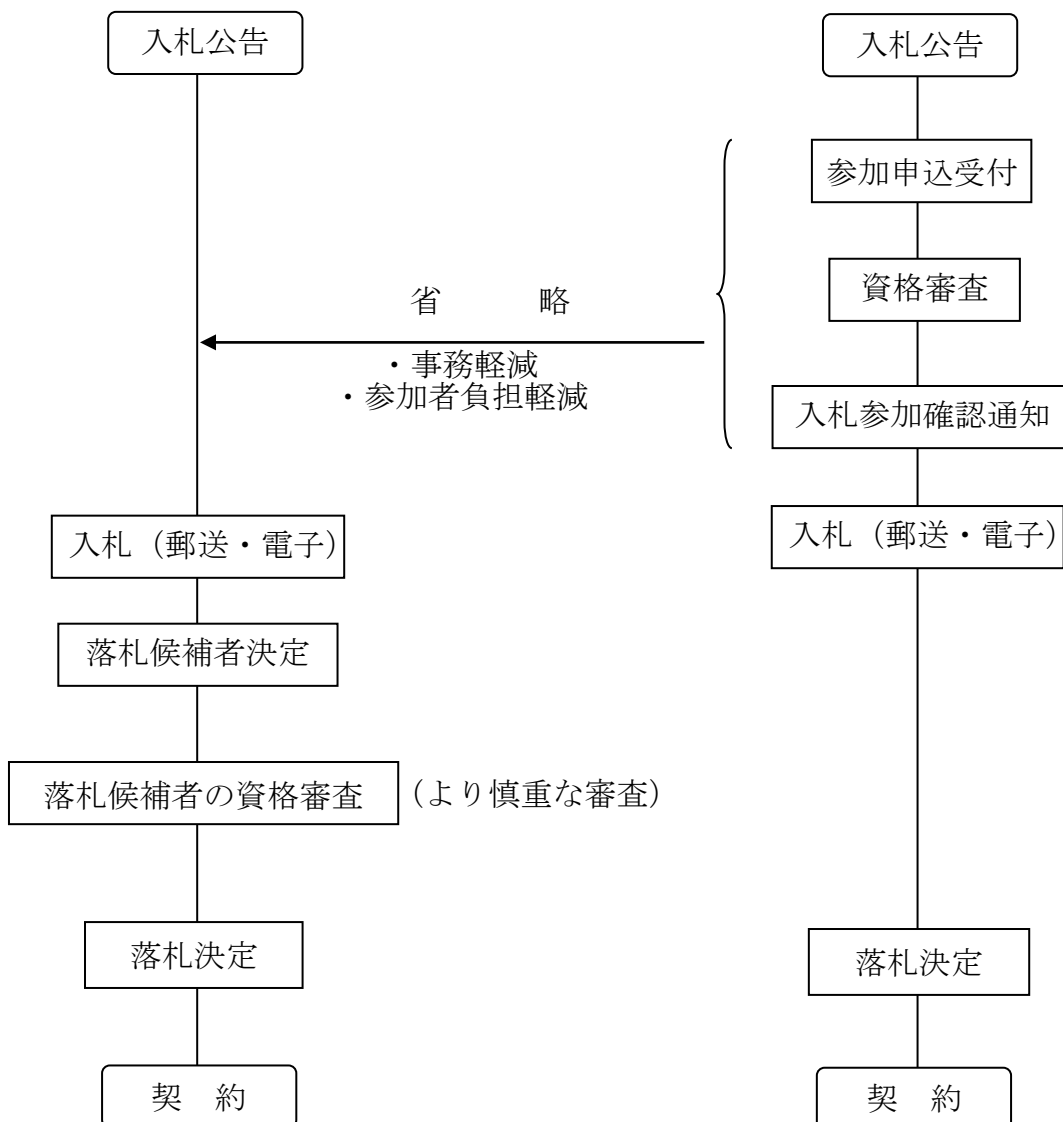 入札公告
入札（郵送・電子）
落札候補者決定
落札候補者の資格審査
（より慎重な審査）
落札決定
契　約
省　　　略
・事務軽減
・参加者負担軽減
入札公告
参加申込受付
資格審査
入札参加確認通知
入札（郵送・電子）
落札決定
契　約